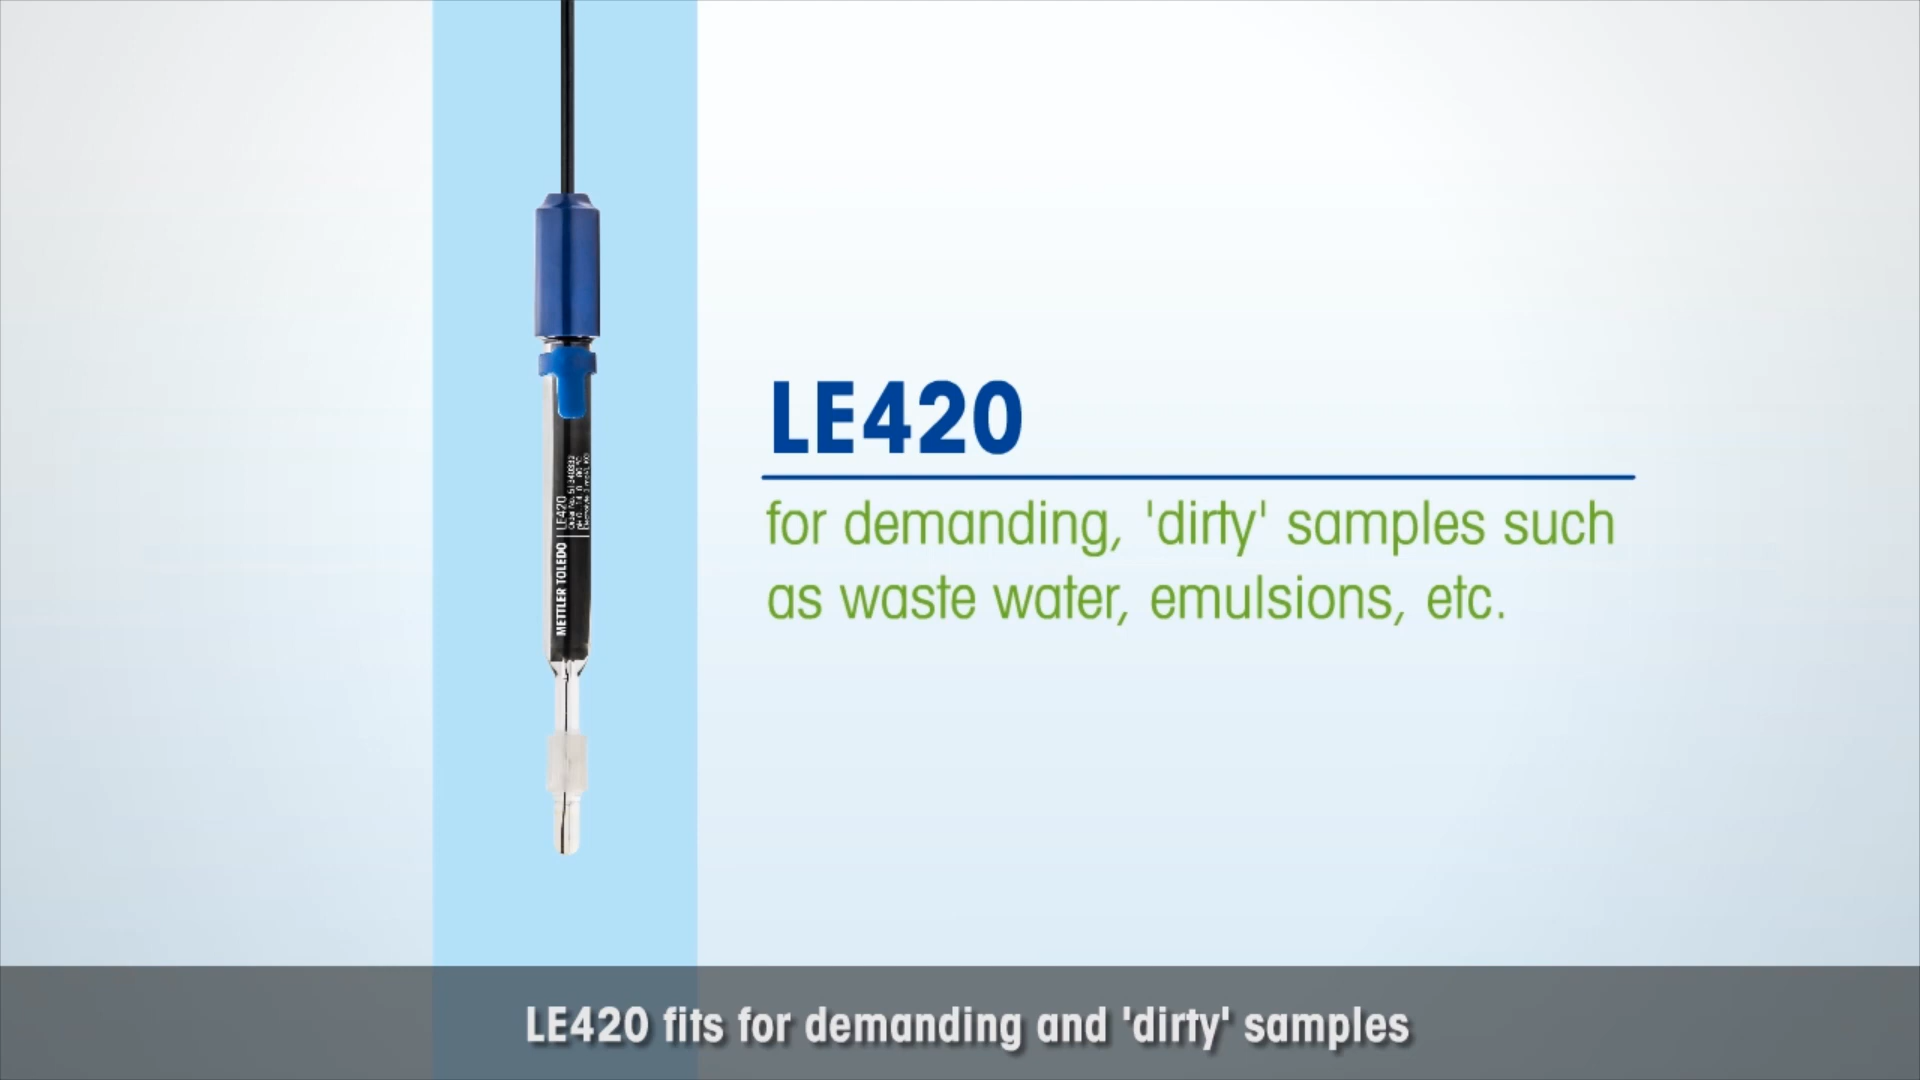 LE420
for demanding, 'dirty' samples such
as waste water, emulsions, etc.
METTLER TOLEDO
LE420
LE420 fits for demanding and 'dirty' samples